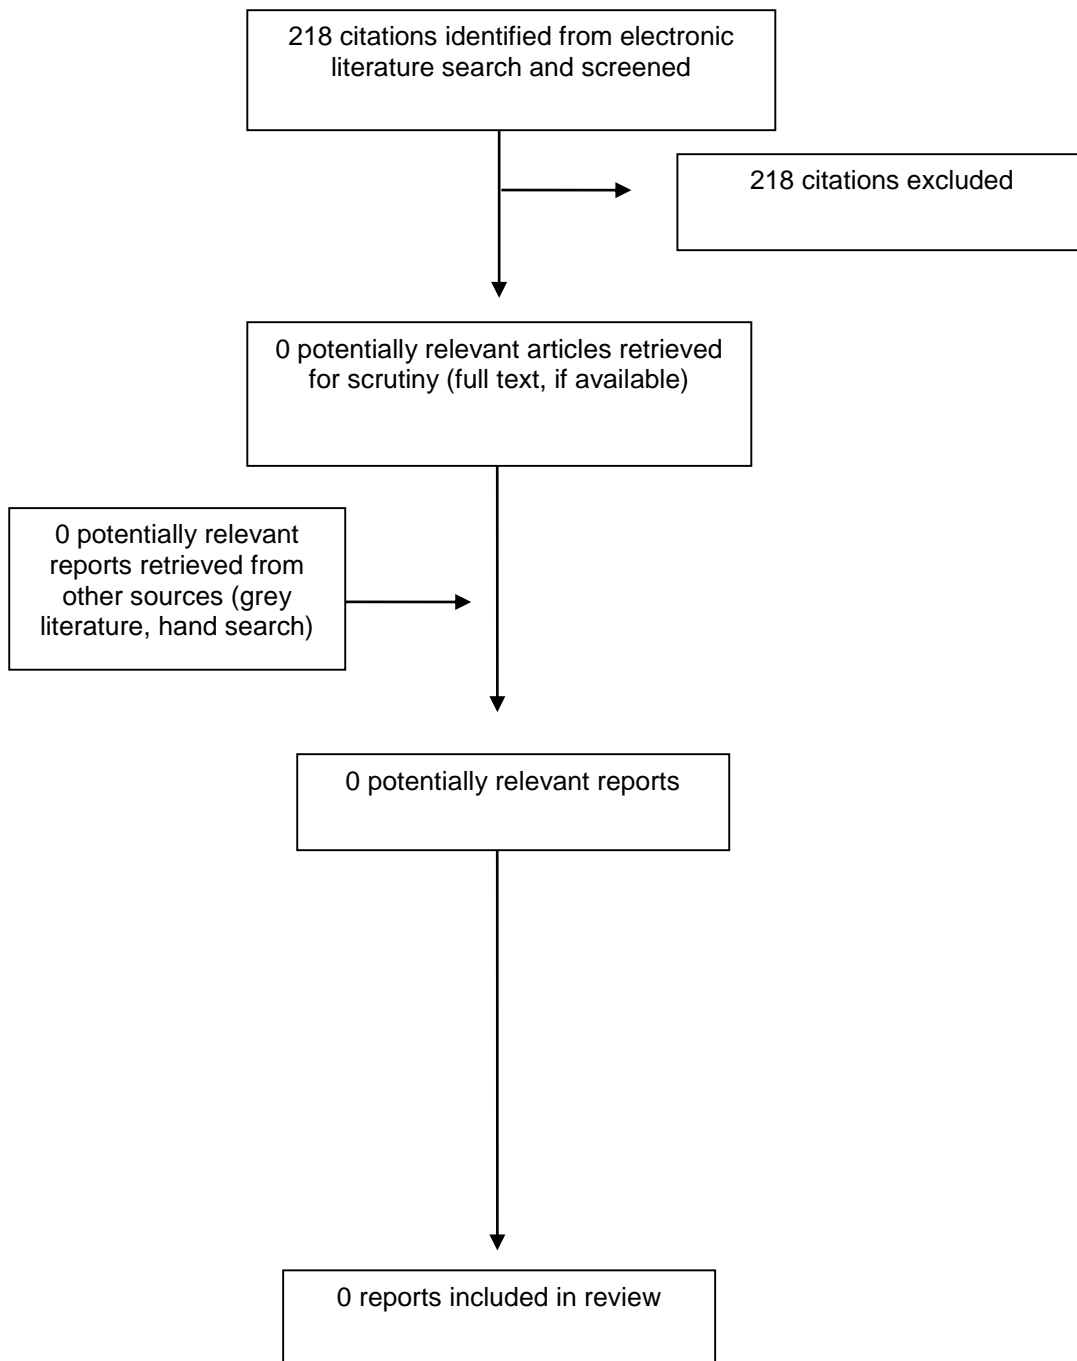 218 citations identified from electronic
literature search and screened
218 citations excluded
0 potentially relevant articles retrieved
for scrutiny (full text, if available)
0 potentially relevant
reports retrieved from
other sources (grey
literature, hand search)
0 potentially relevant reports
0 reports included in review